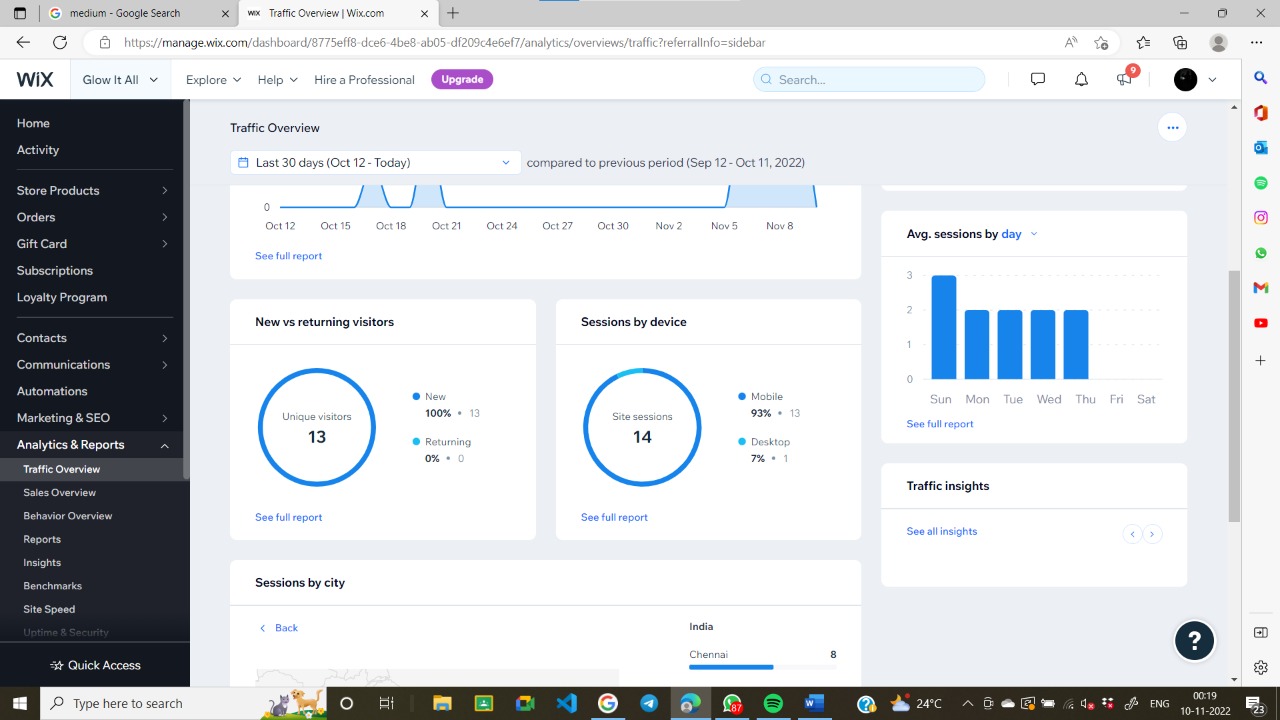 medium - Google Search
WiX Traffic Overview | Wix.com
https://manage.wix.com/dashboard/8775eff8-dce6-4be8-ab05-df209c4e6ef7/analytics/overviews/traffic?referralInfo=sidebar
WiX Glow It All Explore Help Hire a Professional Upgrade Search... 9
Home
Activity
Store Products
Orders
Gift Card
Subscriptions
Loyalty Program
Contacts
Communications
Automations
Marketing & SEO
Analytics & Reports
Traffic Overview
Sales Overview
Behavior Overview
Reports
Insights
Benchmarks
Site Speed
Uptime & Security
Quick Access
Traffic Overview
Last 30 days (Oct 12 - Today) compared to previous period (Sep 12 - Oct 11, 2022)
0
Oct 12 Oct 15 Oct 18 Oct 21 Oct 24 Oct 27 Oct 30 Nov 2 Nov 5 Nov 8
See full report
New vs returning visitors
Unique visitors
13
New
100% • 13
Returning
0% • 0
See full report
Sessions by device
Site sessions
14
Mobile
93% • 13
Desktop
7% • 1
See full report
Avg. sessions by day
3
2
1
0
Sun Mon Tue Wed Thu Fri Sat
See full report
Traffic insights
See all insights
Sessions by city
Back
India
Chennai 8
?
Type here to search
87
24°C
ENG
00:19
10-11-2022
23